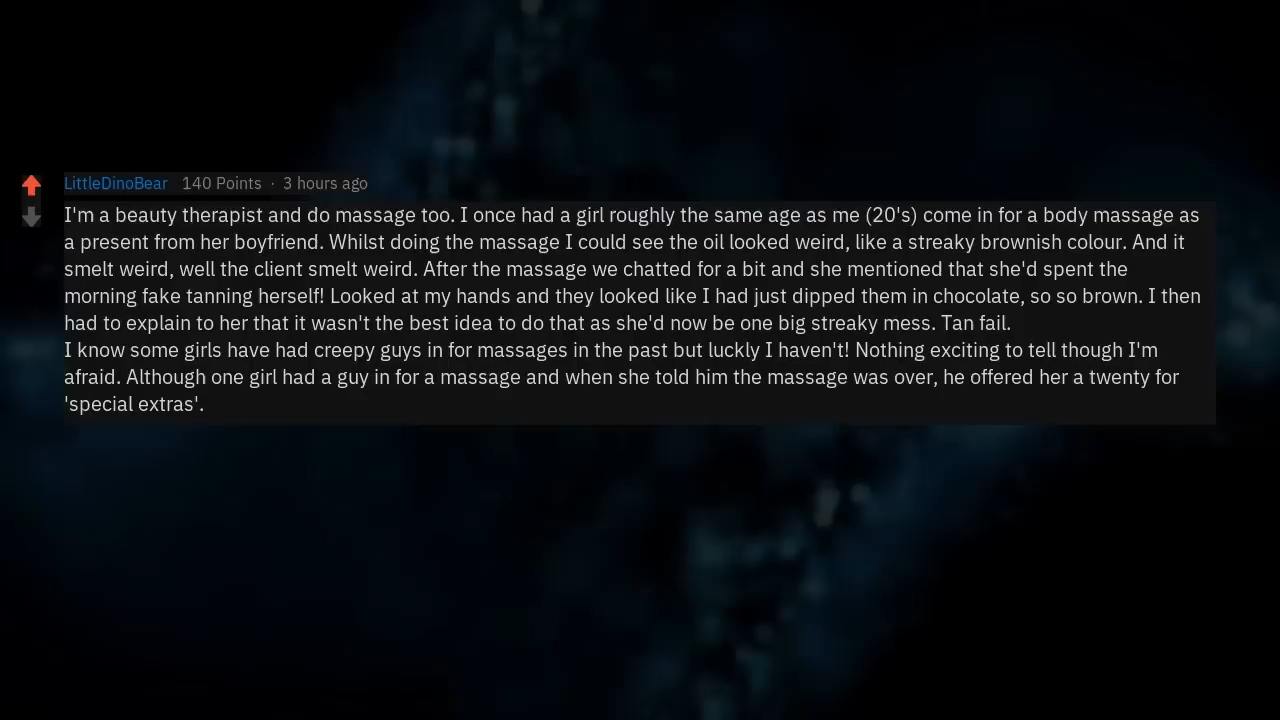 LittleDinoBear 140 Points · 3 hours ago
I'm a beauty therapist and do massage too. I once had a girl roughly the same age as me (20's) come in for a body massage as
a present from her boyfriend. Whilst doing the massage I could see the oil looked weird, like a streaky brownish colour. And it
smelt weird, well the client smelt weird. After the massage we chatted for a bit and she mentioned that she'd spent the
morning fake tanning herself! Looked at my hands and they looked like I had just dipped them in chocolate, so so brown. I then
had to explain to her that it wasn't the best idea to do that as she'd now be one big streaky mess. Tan fail.
I know some girls have had creepy guys in for massages in the past but luckly I haven't! Nothing exciting to tell though I'm
afraid. Although one girl had a guy in for a massage and when she told him the massage was over, he offered her a twenty for
'special extras'.